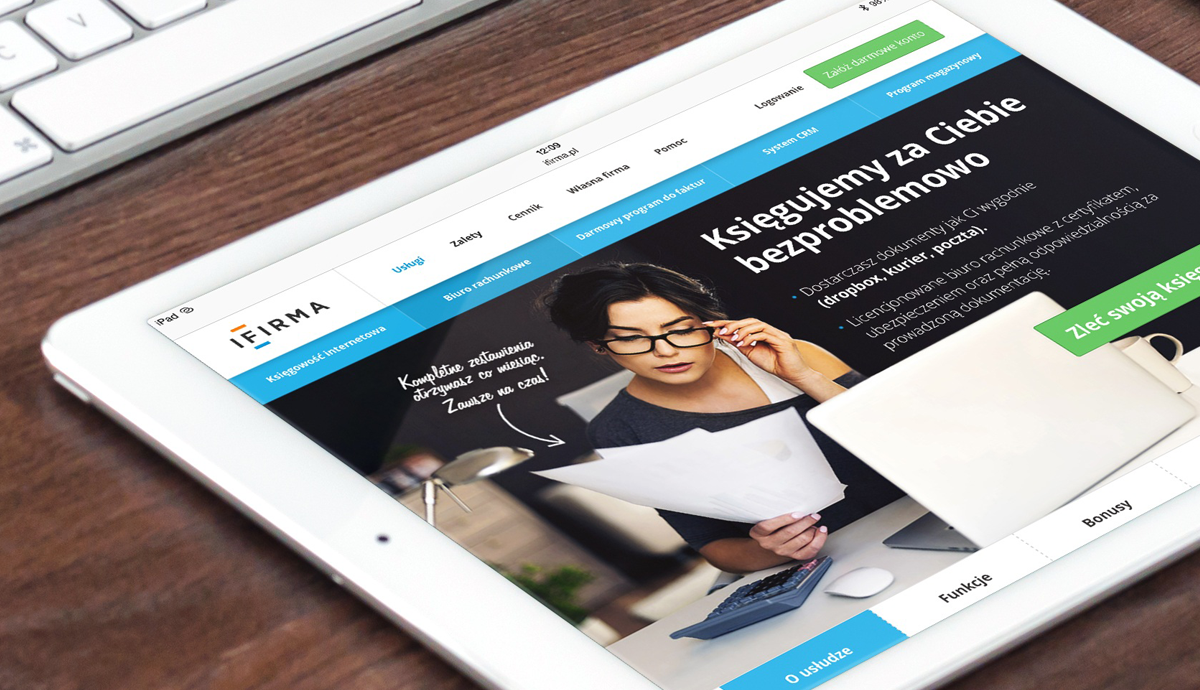 C
V
⌘
iPad
12:09
98%
ifirma.pl
IFIRMA
Usługi
Zalety
Cennik
Własna firma
Pomoc
Logowanie
Załóż darmowe konto
Księgowość internetowa
Biuro rachunkowe
Darmowy program do faktur
System CRM
Program magazynowy
Księgujemy za Ciebie
bezproblemowo
• Dostarczasz dokumenty jak Ci wygodnie
(dropbox, kurier, poczta).
• Licencjonowane biuro rachunkowe z certyfikatem,
ubezpieczeniem oraz pełną odpowiedzialnością za
prowadzoną dokumentację.
Zleć swoją
Kompletne zestawienia
otrzymasz co miesiąc.
Zawsze na czas!
O usłudze
Funkcje
Bonusy